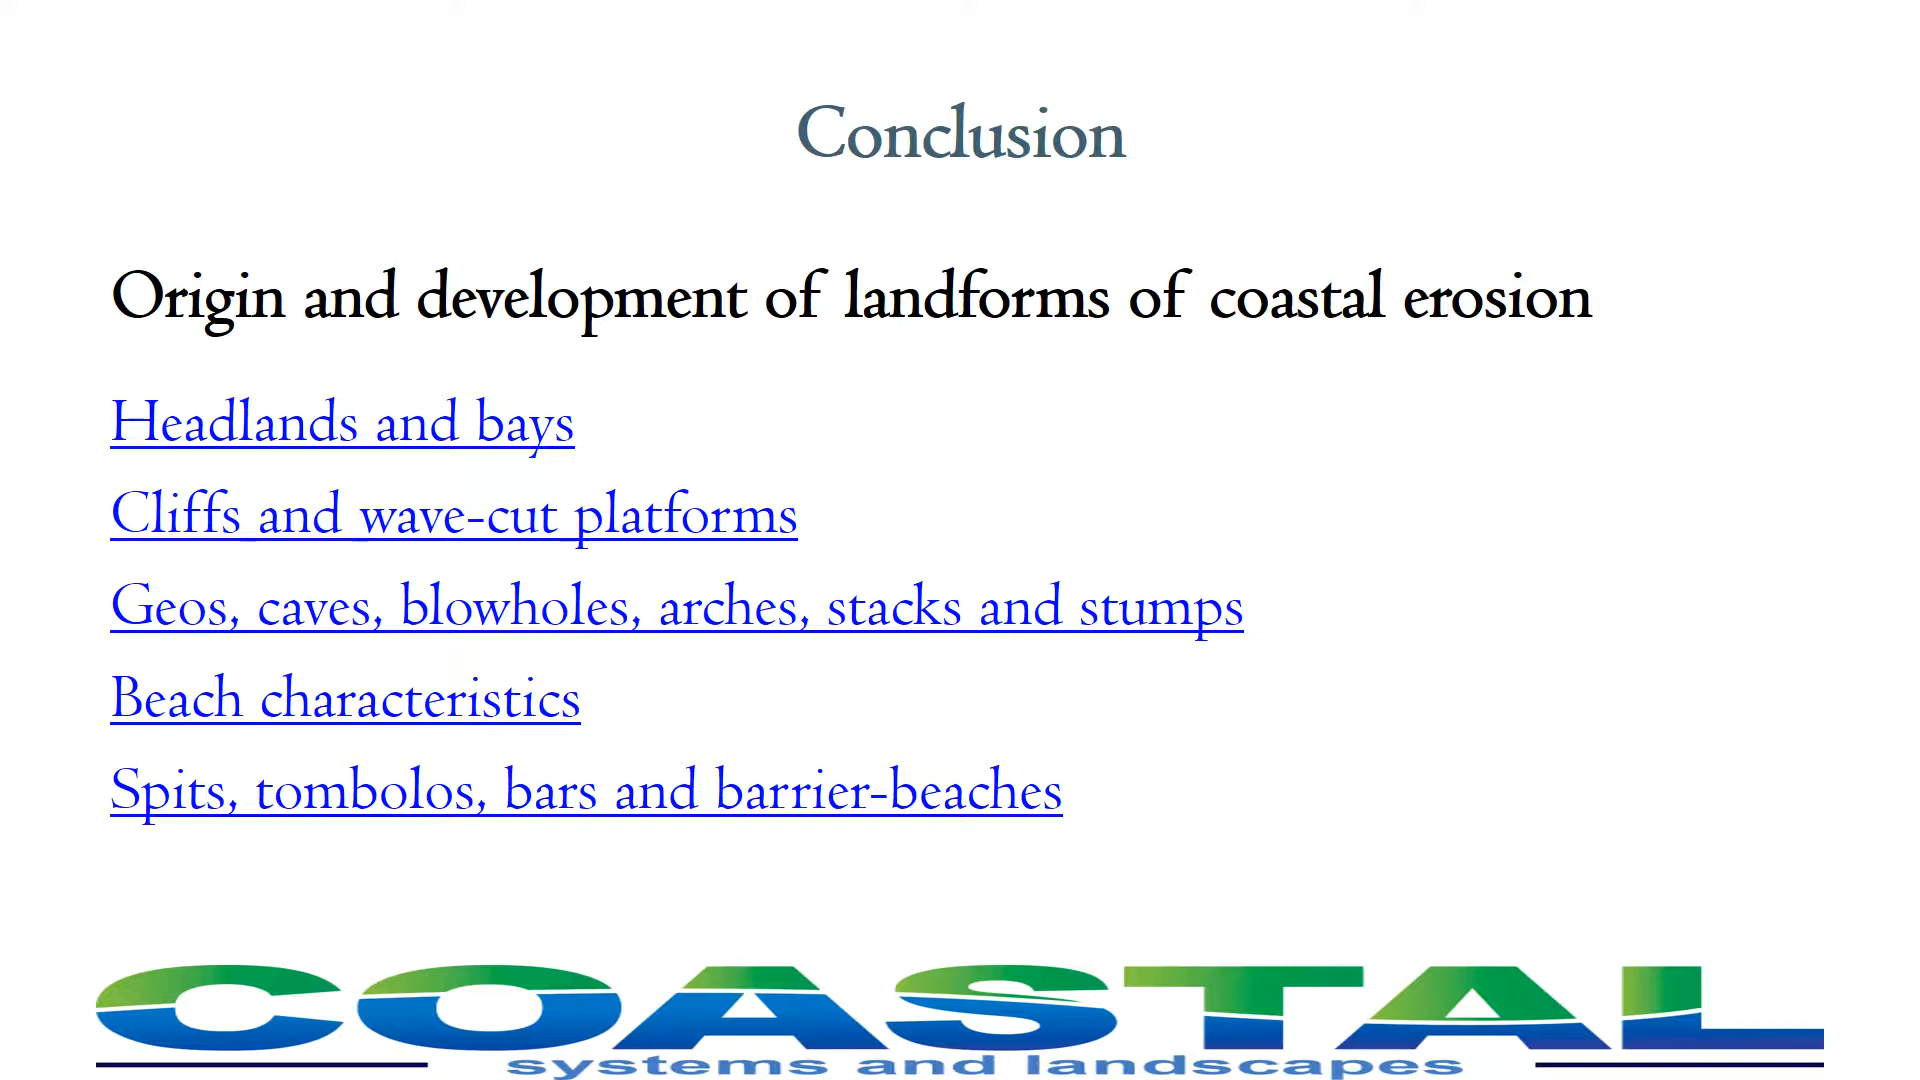 Conclusion
Origin and development of landforms of coastal erosion
Headlands and bays
Cliffs and wave-cut platforms
Geos, caves, blowholes, arches, stacks and stumps
Beach characteristics
Spits, tombolos, bars and barrier-beaches
COASTAL
systems and landscapes